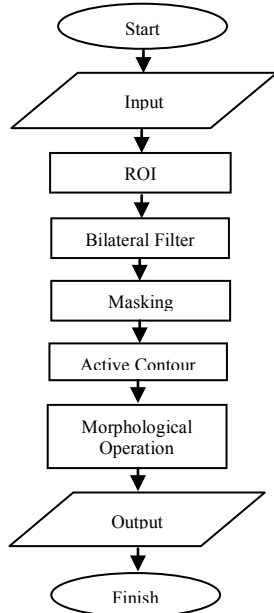 Start
Input
ROI
Bilateral Filter
Masking
Active Contour
Morphological
Operation
Output
Finish